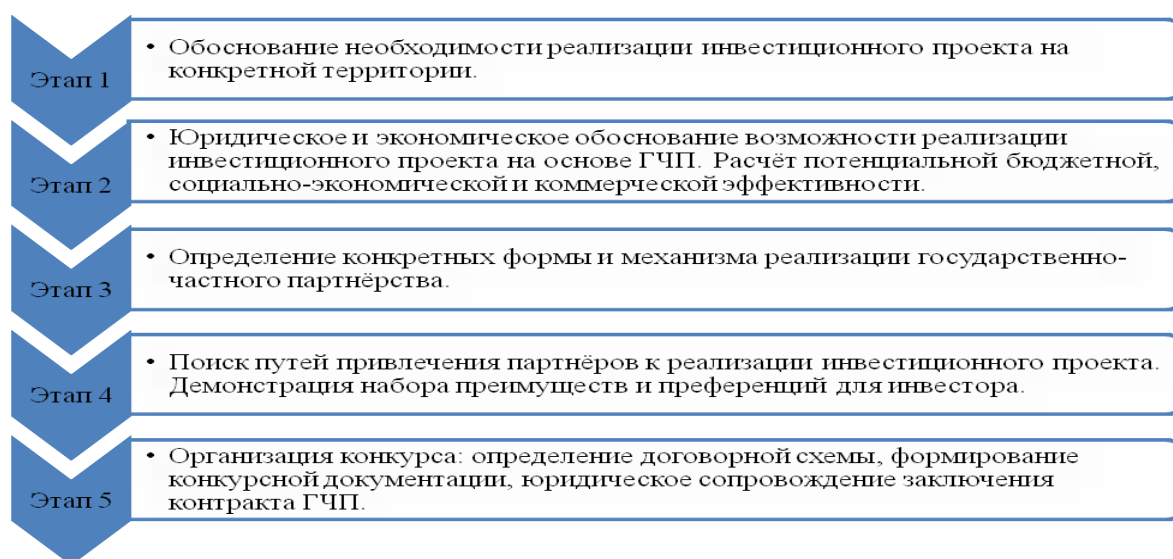 Этап 1
• Обоснование необходимости реализации инвестиционного проекта на
конкретной территории.
Этап 2
• Юридическое и экономическое обоснование возможности реализации
инвестиционного проекта на основе ГЧП. Расчёт потенциальной бюджетной,
социально-экономической и коммерческой эффективности.
Этап 3
• Определение конкретных формы и механизма реализации государственно-
частного партнёрства.
Этап 4
• Поиск путей привлечения партнёров к реализации инвестиционного проекта.
Демонстрация набора преимуществ и преференций для инвестора.
Этап 5
• Организация конкурса: определение договорной схемы, формирование
конкурсной документации, юридическое сопровождение заключения
контракта ГЧП.